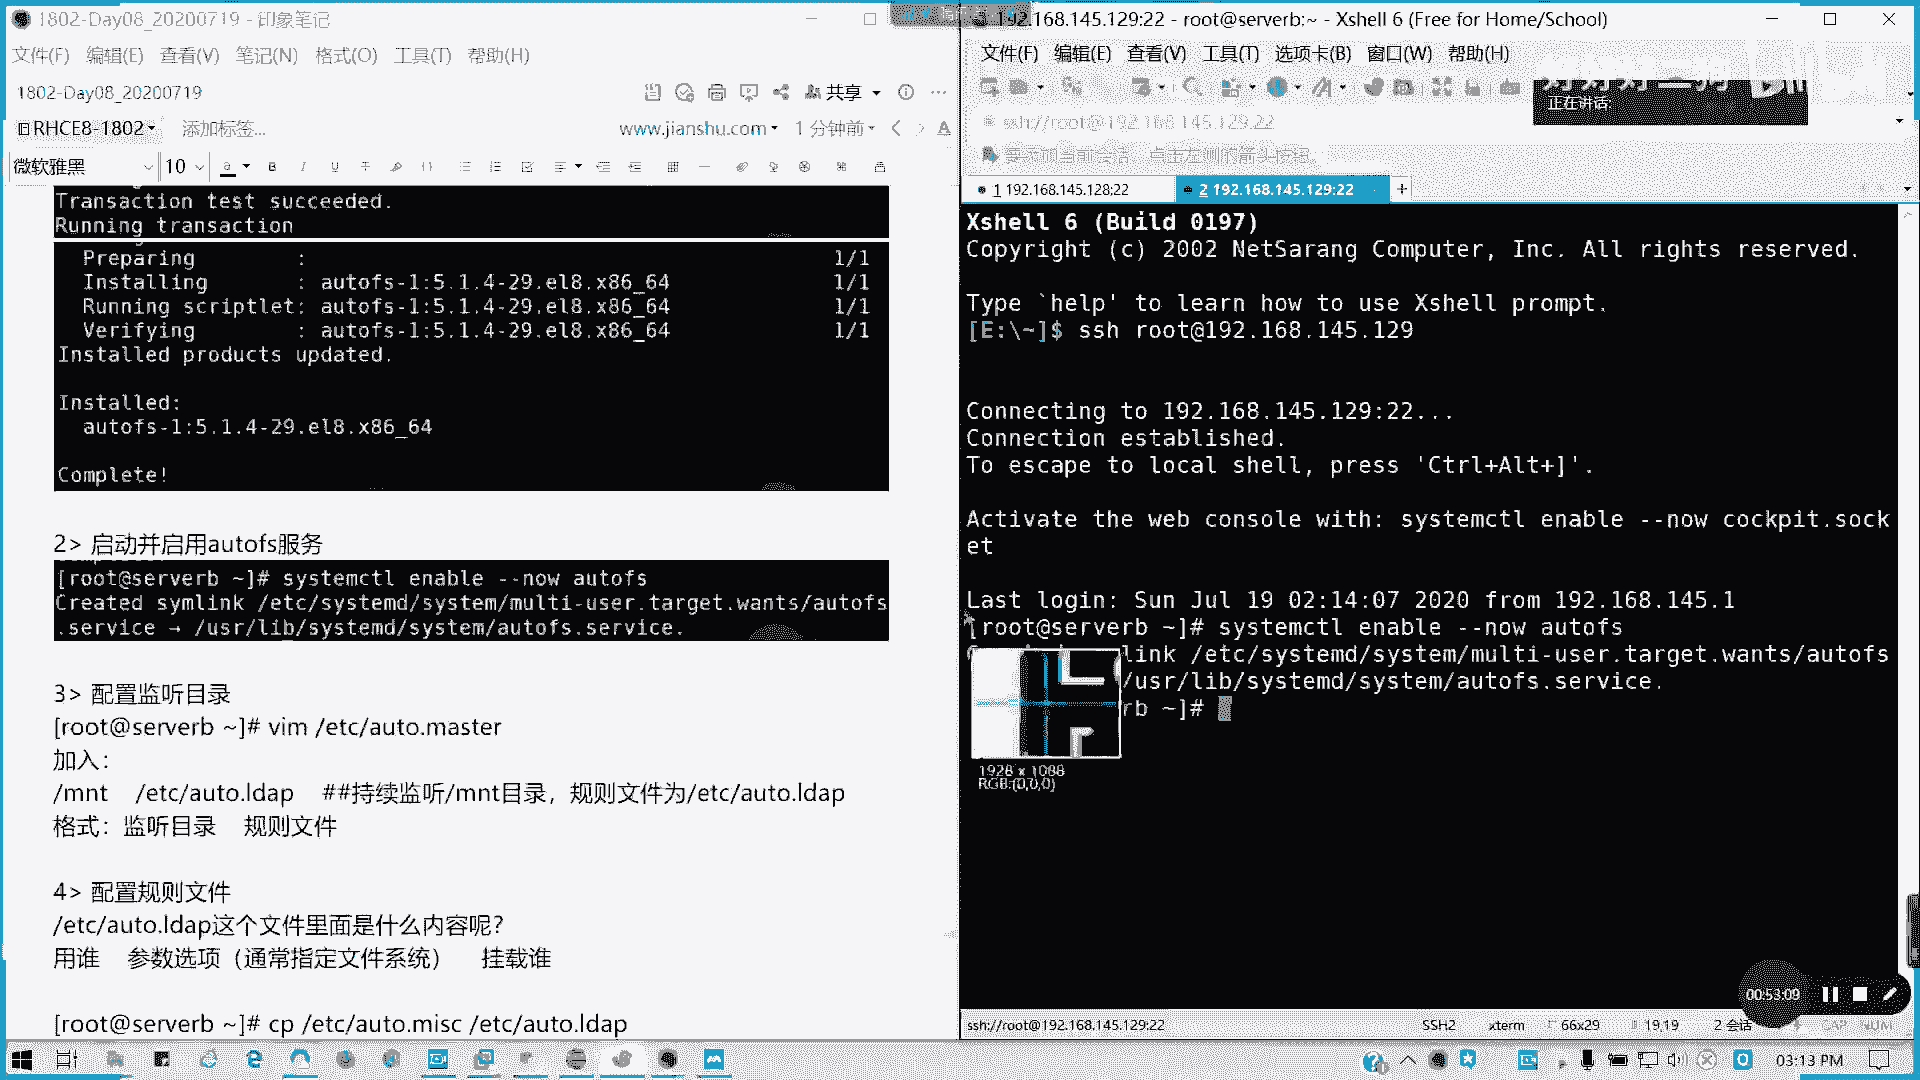 1802-Day08_20200719 - 印象笔记
文件(F) 编辑(E) 查看(V) 笔记(N) 格式(O) 工具(T) 帮助(H)
1802-Day08_20200719
共享
RHCE8-1802
添加标签...
www.jianshu.com
1 分钟前
微软雅黑
10
Transaction test succeeded.
Running transaction
Preparing : 1/1
Installing : autofs-1:5.1.4-29.el8.x86_64 1/1
Running scriptlet: autofs-1:5.1.4-29.el8.x86_64 1/1
Verifying : autofs-1:5.1.4-29.el8.x86_64 1/1
Installed products updated.
Installed:
autofs-1:5.1.4-29.el8.x86_64
Complete!
2> 启动并启用autofs服务
[root@serverb ~]# systemctl enable --now autofs
Created symlink /etc/systemd/system/multi-user.target.wants/autofs
.service → /usr/lib/systemd/system/autofs.service.
3> 配置监听目录
[root@serverb ~]# vim /etc/auto.master
加入：
/mnt /etc/auto.ldap ##持续监听/mnt目录，规则文件为/etc/auto.ldap
格式：监听目录 规则文件
4> 配置规则文件
/etc/auto.ldap这个文件里面是什么内容呢？
用谁 参数选项（通常指定文件系统） 挂载谁
[root@serverb ~]# cp /etc/auto.misc /etc/auto.ldap
192.168.145.129:22 - root@serverb:~ - Xshell 6 (Free for Home/School)
文件(F) 编辑(E) 查看(V) 工具(T) 选项卡(B) 窗口(W) 帮助(H)
正在讲话:
ssh://root@192.168.145.129:22
要添加当前会话，点击左侧的箭头按钮。
1 192.168.145.128:22
2 192.168.145.129:22
Xshell 6 (Build 0197)
Copyright (c) 2002 NetSarang Computer, Inc. All rights reserved.
Type `help' to learn how to use Xshell prompt.
[E:\~]$ ssh root@192.168.145.129
Connecting to 192.168.145.129:22...
Connection established.
To escape to local shell, press 'Ctrl+Alt+]'.
Activate the web console with: systemctl enable --now cockpit.sock
et
Last login: Sun Jul 19 02:14:07 2020 from 192.168.145.1
[root@serverb ~]# systemctl enable --now autofs
link /etc/systemd/system/multi-user.target.wants/autofs
/usr/lib/systemd/system/autofs.service.
rb ~]#
1928 x 1088
RGB:(0,0,0)
00:53:09
ssh://root@192.168.145.129:22
SSH2
xterm
66x29
19,19
2 会话
CAP
NUM
03:13 PM